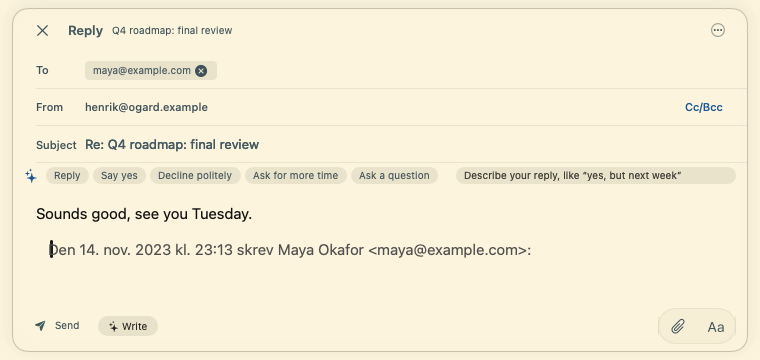 Reply Q4 roadmap: final review
To maya@example.com
From henrik@ogard.example Cc/Bcc
Subject Re: Q4 roadmap: final review
Reply Say yes Decline politely Ask for more time Ask a question Describe your reply, like “yes, but next week”
Sounds good, see you Tuesday.
Den 14. nov. 2023 kl. 23:13 skrev Maya Okafor <maya@example.com>:
Send Write Aa